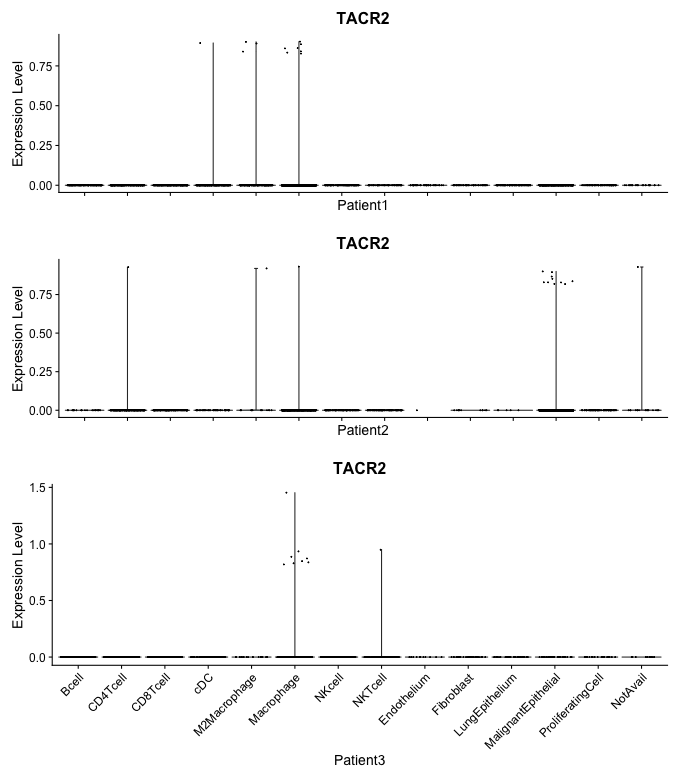 TACR2
Expression Level
0.75
0.50
0.25
0.00
Patient1
TACR2
Expression Level
0.75
0.50
0.25
0.00
Patient2
TACR2
Expression Level
1.5
1.0
0.5
0.0
Bcell
CD4Tcell
CD8Tcell
cDC
M2Macrophage
Macrophage
NKcell
NKTcell
Endothelium
Fibroblast
LungEpithelium
MalignantEpithelial
ProliferatingCell
NotAvail
Patient3